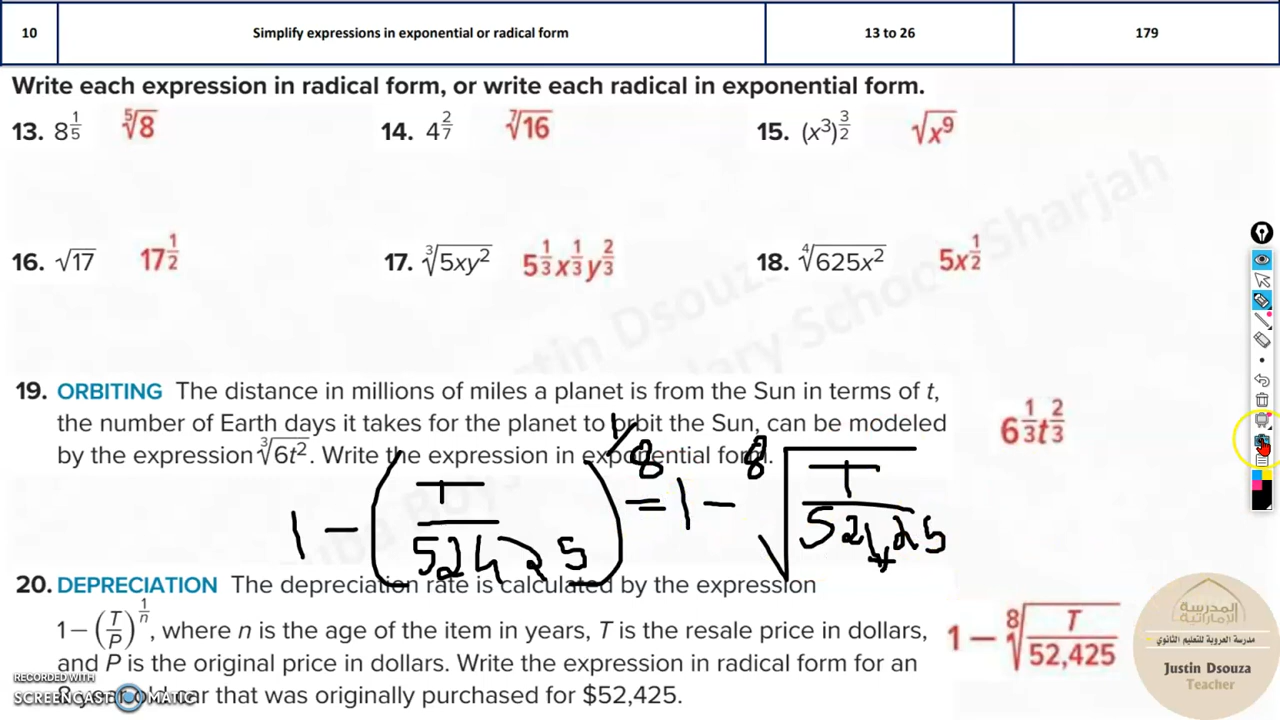 10 Simplify expressions in exponential or radical form 13 to 26 179
Write each expression in radical form, or write each radical in exponential form.
13. 8^(1/5) ⁵√8 14. 4^(2/7) ⁷√16 15. (x³)^(3/2) √x⁹
16. √17 17^(1/2) 17. ³√5xy² 5^(1/3)x^(1/3)y^(2/3) 18. ⁴√625x² 5x^(1/2)
19. ORBITING The distance in millions of miles a planet is from the Sun in terms of t,
the number of Earth days it takes for the planet to orbit the Sun, can be modeled
by the expression ³√6t². Write the expression in exponential form.
6^(1/3)t^(2/3)
1 - (T/52425)^(1/8) = 1 - ⁸√(T/52425)
20. DEPRECIATION The depreciation rate is calculated by the expression
1 – (T/P)^(1/n), where n is the age of the item in years, T is the resale price in dollars,
and P is the original price in dollars. Write the expression in radical form for an
car that was originally purchased for $52,425.
1 – ⁸√(T/52,425)
RECORDED WITH
SCREENCAST MATIC
المدرسة
الإماراتية
مدرسة العروبة للتعليم الثانوي
Justin Dsouza
Teacher